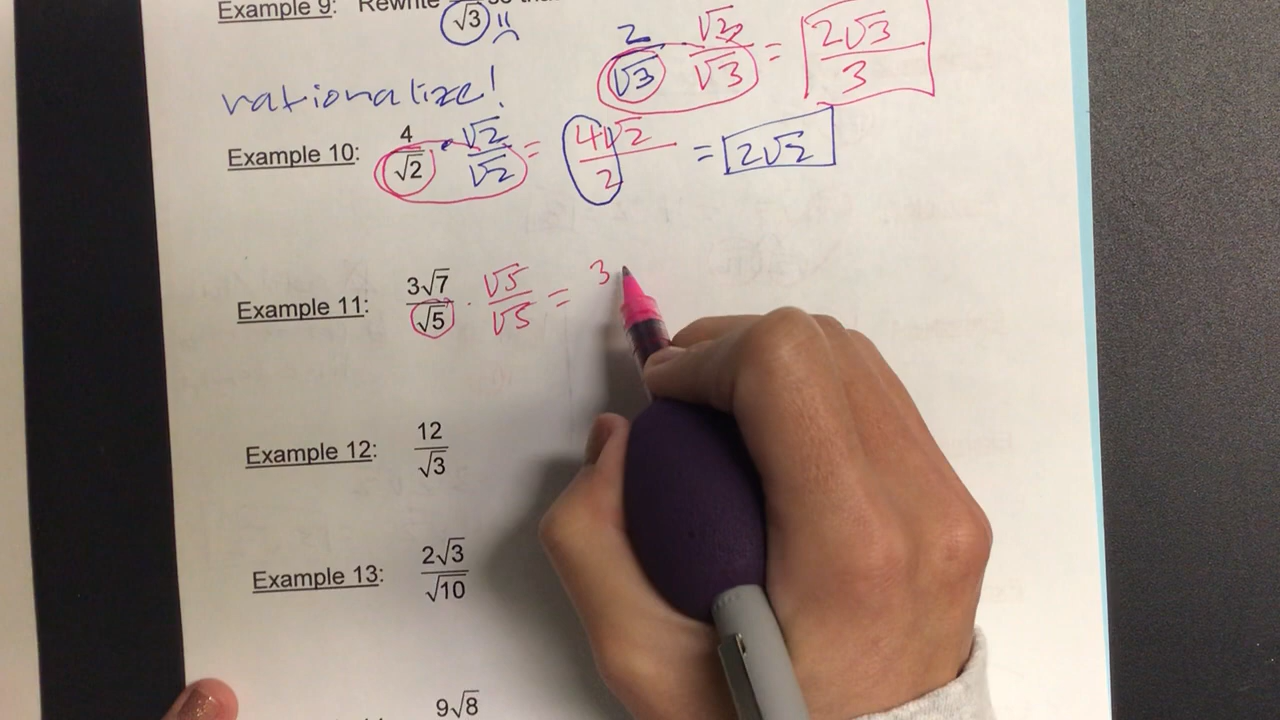 Example 9: Rewrite
√3
2/√3 √3/√3 = 2√3/3
rationalize!
Example 10: 4/√2 · √2/√2 = 4√2/2 = 2√2
Example 11: 3√7/√5 · √5/√5 = 3
Example 12: 12/√3
Example 13: 2√3/√10
9√8